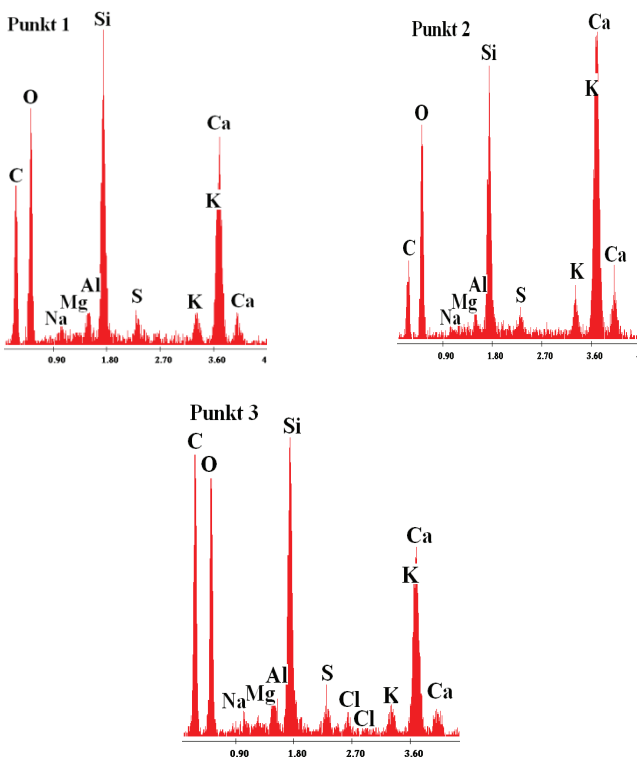 Punkt 1
Si
O
Ca
C
K
Al
Mg
Na
S
K
Ca
0.90 1.80 2.70 3.60 4
Punkt 2
Ca
Si
K
O
C
Al
Mg
Na
S
K
Ca
0.90 1.80 2.70 3.60 4
Punkt 3
Si
C
O
Ca
K
Al
Mg
Na
S
Cl
Cl
K
Ca
0.90 1.80 2.70 3.60